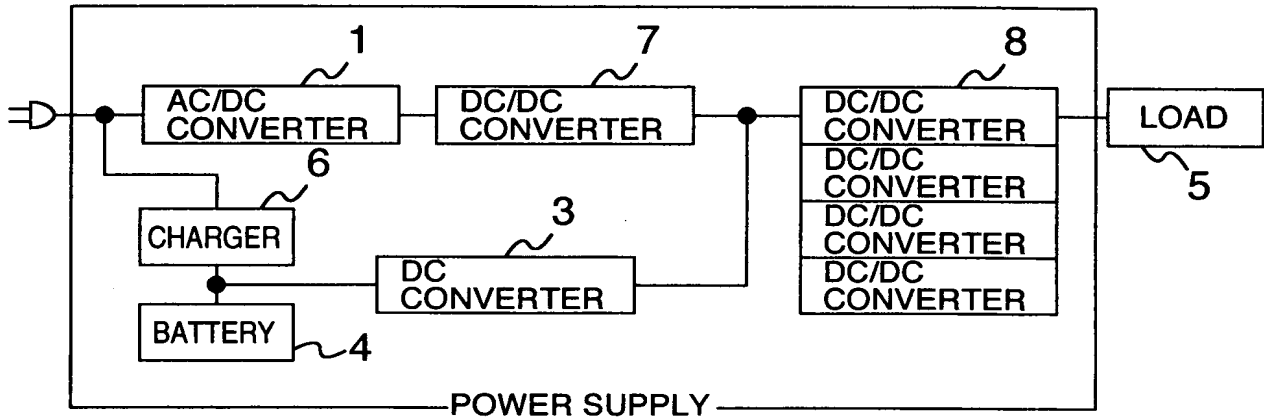 1
7
8
AC/DC
CONVERTER
DC/DC
CONVERTER
DC/DC
CONVERTER
LOAD
5
DC/DC
CONVERTER
DC/DC
CONVERTER
DC/DC
CONVERTER
6
CHARGER
3
DC
CONVERTER
BATTERY
4
POWER SUPPLY